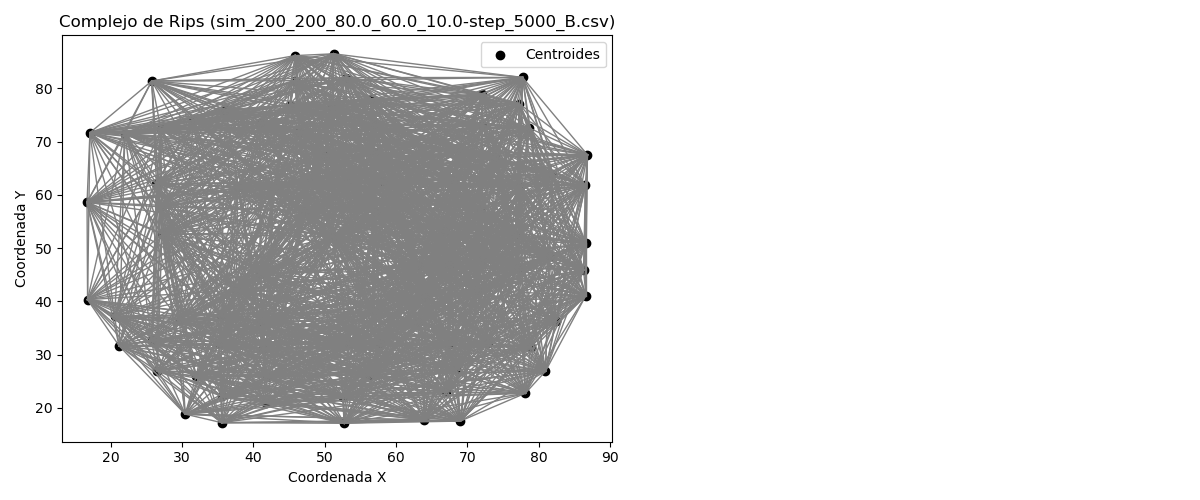 Complejo de Rips (sim_200_200_80.0_60.0_10.0-step_5000_B.csv)
Centroides
80
70
60
50
40
30
20
Coordenada Y
20 30 40 50 60 70 80 90
Coordenada X